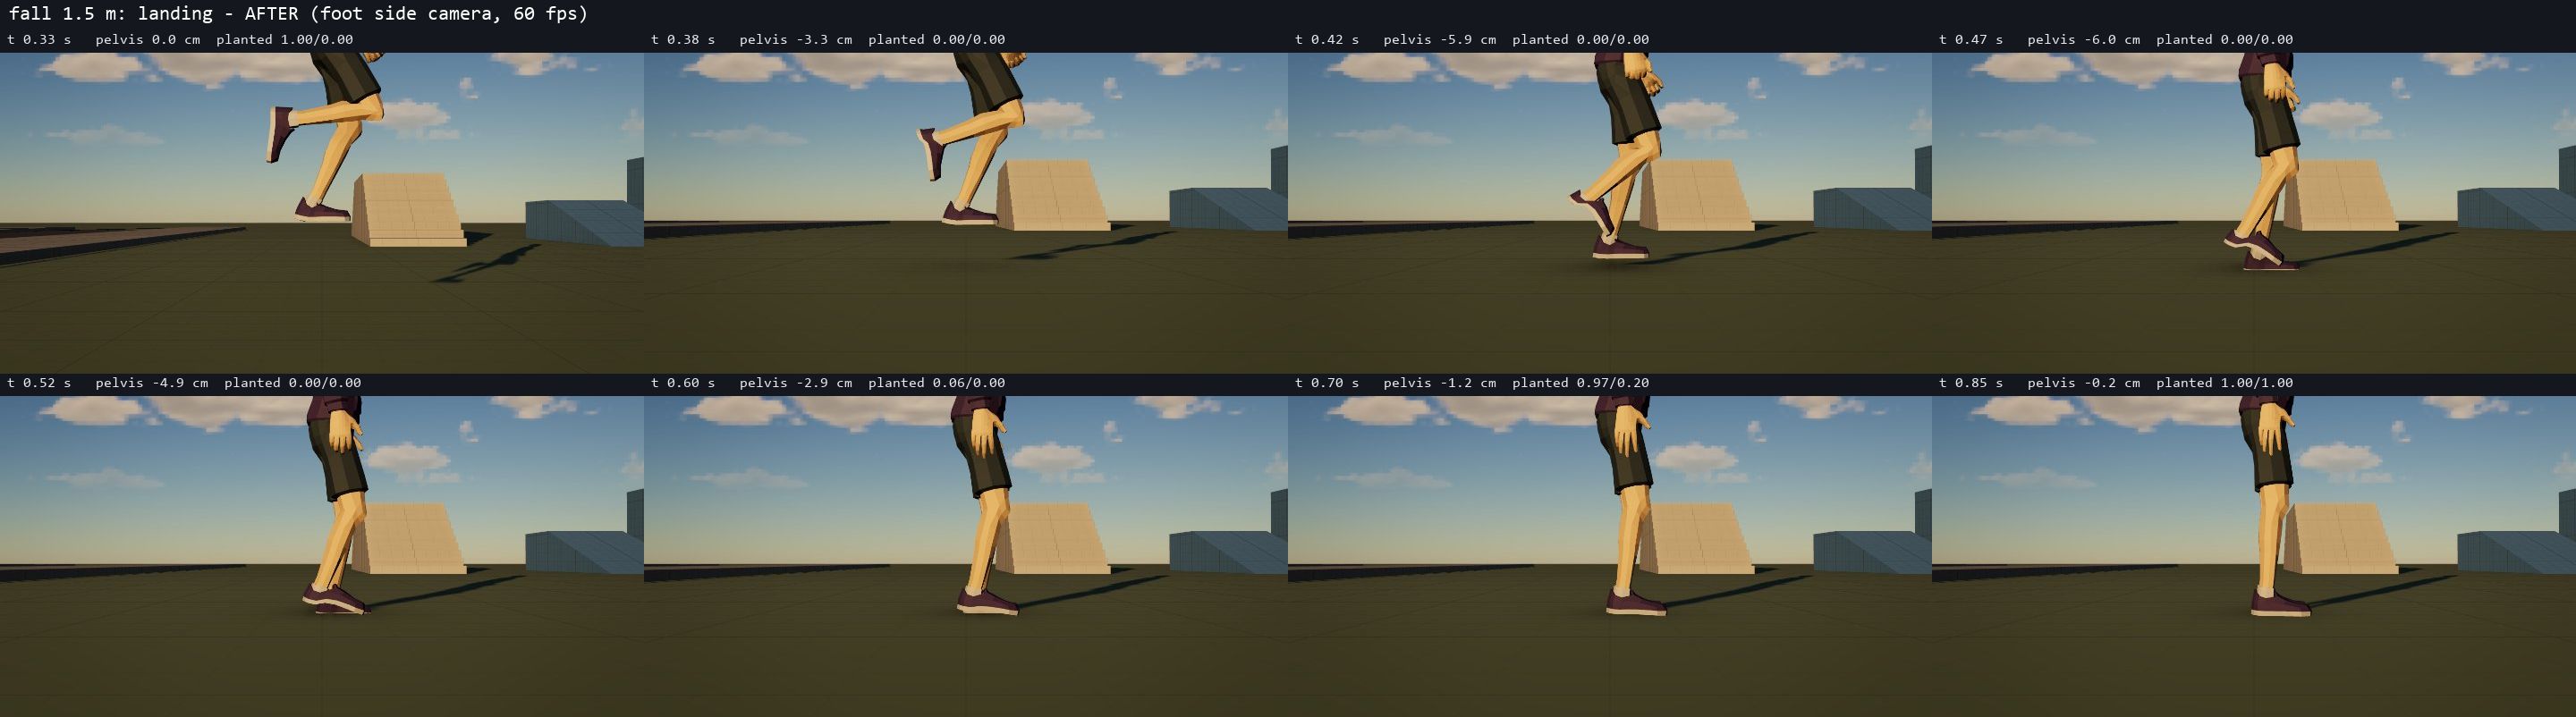 fall 1.5 m: landing - AFTER (foot side camera, 60 fps)
t 0.33 s   pelvis 0.0 cm  planted 1.00/0.00
t 0.38 s   pelvis -3.3 cm  planted 0.00/0.00
t 0.42 s   pelvis -5.9 cm  planted 0.00/0.00
t 0.47 s   pelvis -6.0 cm  planted 0.00/0.00
t 0.52 s   pelvis -4.9 cm  planted 0.00/0.00
t 0.60 s   pelvis -2.9 cm  planted 0.06/0.00
t 0.70 s   pelvis -1.2 cm  planted 0.97/0.20
t 0.85 s   pelvis -0.2 cm  planted 1.00/1.00